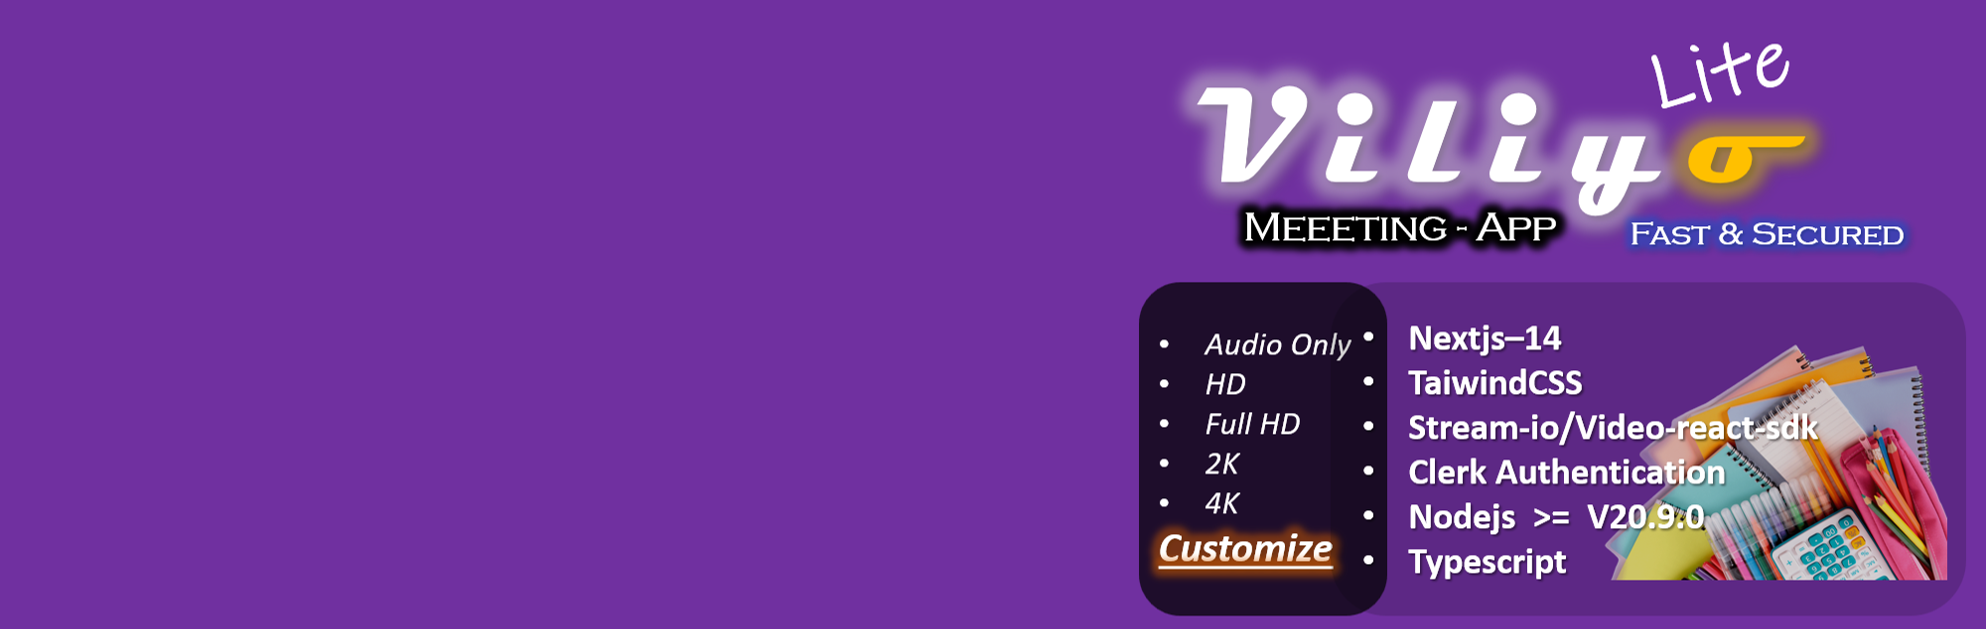 Lite
Viliyo
MEEETING - APP
FAST & SECURED
• Audio Only
• HD
• Full HD
• 2K
• 4K
Customize
• Nextjs–14
• TaiwindCSS
• Stream-io/Video-react-sdk
• Clerk Authentication
• Nodejs >= V20.9.0
• Typescript